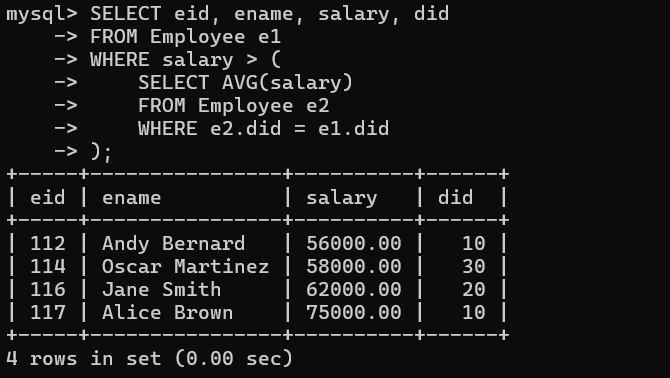 mysql> SELECT eid, ename, salary, did
    -> FROM Employee e1
    -> WHERE salary > (
    ->     SELECT AVG(salary)
    ->     FROM Employee e2
    ->     WHERE e2.did = e1.did
    -> );
+-----+----------------+----------+------+
| eid | ename          | salary   | did  |
+-----+----------------+----------+------+
| 112 | Andy Bernard   | 56000.00 |   10 |
| 114 | Oscar Martinez | 58000.00 |   30 |
| 116 | Jane Smith     | 62000.00 |   20 |
| 117 | Alice Brown    | 75000.00 |   10 |
+-----+----------------+----------+------+
4 rows in set (0.00 sec)